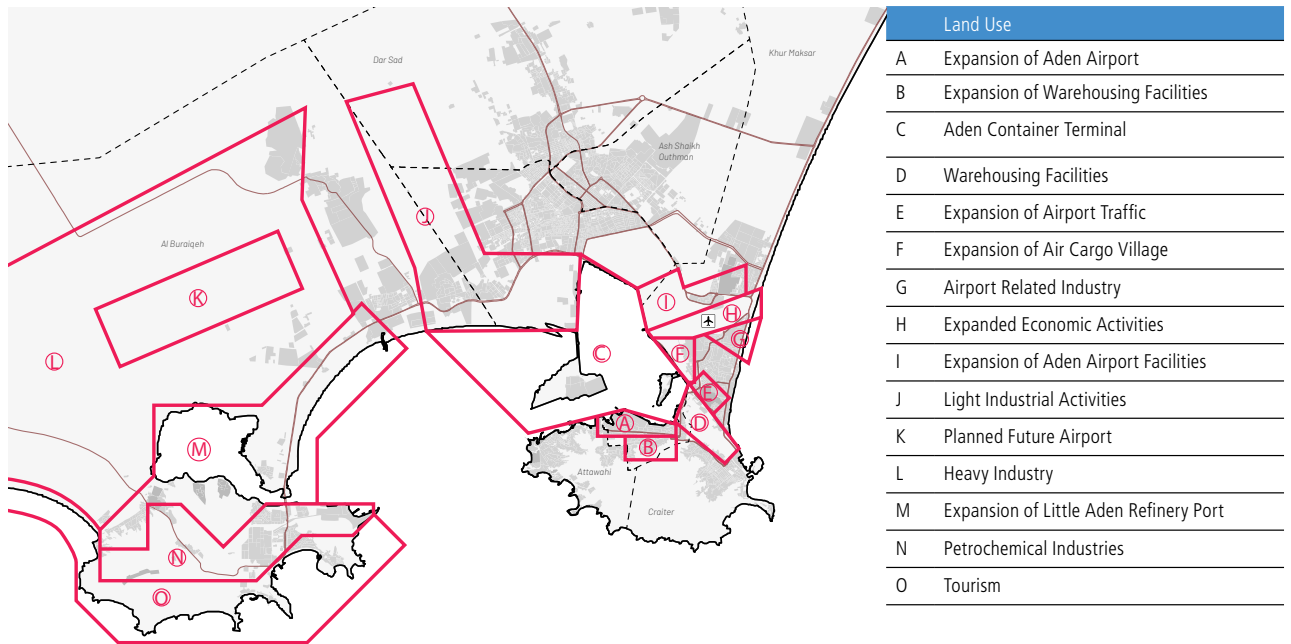 Dar Sad
Khur Maksar
Ash Shaikh
Outhman
Al Buraiqeh
Attawahi
Craiter
J
K
L
I
H
G
C
F
E
D
A
B
M
N
O
Land Use
A Expansion of Aden Airport
B Expansion of Warehousing Facilities
C Aden Container Terminal
D Warehousing Facilities
E Expansion of Airport Traffic
F Expansion of Air Cargo Village
G Airport Related Industry
H Expanded Economic Activities
I Expansion of Aden Airport Facilities
J Light Industrial Activities
K Planned Future Airport
L Heavy Industry
M Expansion of Little Aden Refinery Port
N Petrochemical Industries
O Tourism